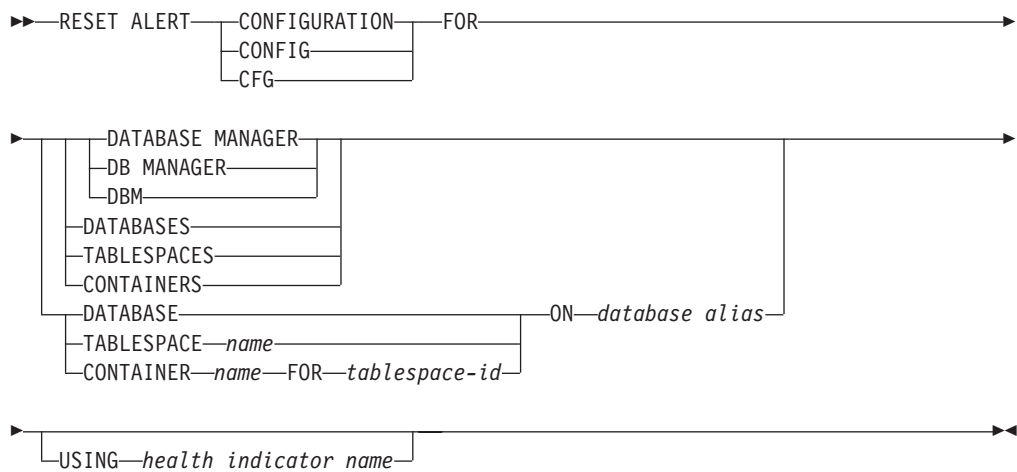 RESET ALERT CONFIGURATION FOR
CONFIG
CFG
DATABASE MANAGER
DB MANAGER
DBM
DATABASES
TABLESPACES
CONTAINERS
DATABASE ON database alias
TABLESPACE name
CONTAINER name FOR tablespace-id
USING health indicator name